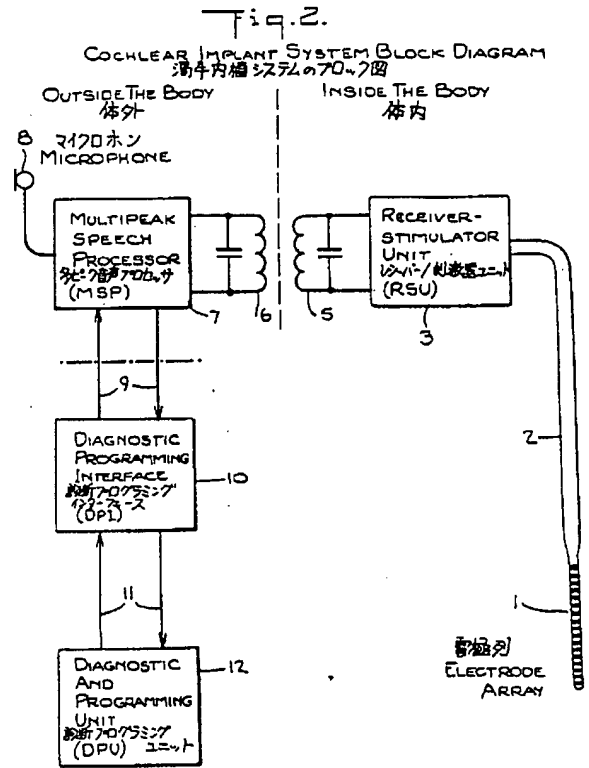 Fig.2.
COCHLEAR IMPLANT SYSTEM BLOCK DIAGRAM
渦牛内植システムのブロック図
OUTSIDE THE BODY
体外
INSIDE THE BODY
体内
8
マイクロホン
MICROPHONE
MULTIPEAK
SPEECH
PROCESSOR
多ピーク音声プロセッサ
(MSP)
7
6
5
RECEIVER-
STIMULATOR
UNIT
レシーバー/刺激器ユニット
(RSU)
3
9
2
DIAGNOSTIC
PROGRAMMING
INTERFACE
診断プログラミング
インターフェース
(DPI)
10
11
1
電極列
ELECTRODE
ARRAY
DIAGNOSTIC
AND
PROGRAMMING
UNIT
診断プログラミング
(DPU) ユニット
12